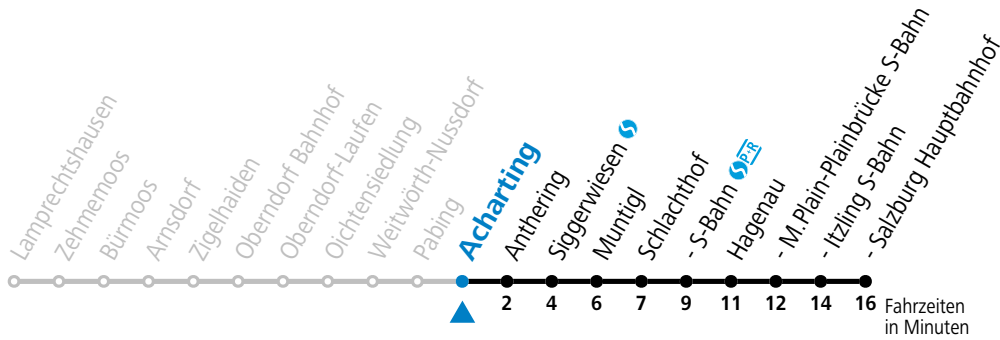 Lamprechtshausen
Zehmemoos
Bürmoos
Arnsdorf
Zigelhaiden
Oberndorf Bahnhof
Oberndorf-Laufen
Oichtensiedlung
Weitwörth-Nussdorf
Pabing
Acharting
Anthering
Siggerwiesen
Muntigl
Schlachthof
- S-Bahn P+R
Hagenau
- M.Plain-Plainbrücke S-Bahn
- Itzling S-Bahn
- Salzburg Hauptbahnhof
2 4 6 7 9 11 12 14 16 Fahrzeiten
in Minuten